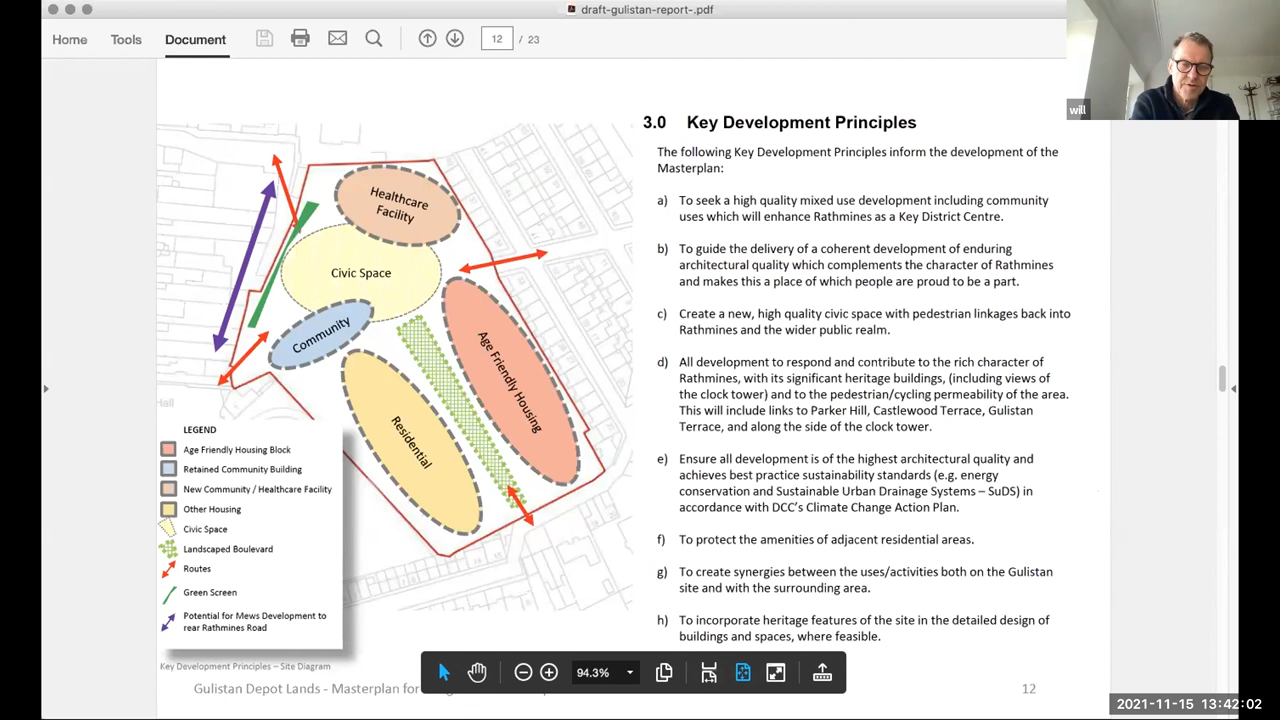 draft-gulistan-report-.pdf
Home Tools Document 12 / 23
will
3.0 Key Development Principles
The following Key Development Principles inform the development of the
Masterplan:
a) To seek a high quality mixed use development including community
uses which will enhance Rathmines as a Key District Centre.
b) To guide the delivery of a coherent development of enduring
architectural quality which complements the character of Rathmines
and makes this a place of which people are proud to be a part.
c) Create a new, high quality civic space with pedestrian linkages back into
Rathmines and the wider public realm.
d) All development to respond and contribute to the rich character of
Rathmines, with its significant heritage buildings, (including views of
the clock tower) and to the pedestrian/cycling permeability of the area.
This will include links to Parker Hill, Castlewood Terrace, Gulistan
Terrace, and along the side of the clock tower.
e) Ensure all development is of the highest architectural quality and
achieves best practice sustainability standards (e.g. energy
conservation and Sustainable Urban Drainage Systems – SuDS) in
accordance with DCC's Climate Change Action Plan.
f) To protect the amenities of adjacent residential areas.
g) To create synergies between the uses/activities both on the Gulistan
site and with the surrounding area.
h) To incorporate heritage features of the site in the detailed design of
buildings and spaces, where feasible.
Healthcare
Facility
Civic Space
Community
Age Friendly Housing
Residential
Hall
LEGEND
Age Friendly Housing Block
Retained Community Building
New Community / Healthcare Facility
Other Housing
Civic Space
Landscaped Boulevard
Routes
Green Screen
Potential for Mews Development to
rear Rathmines Road
Key Development Principles – Site Diagram
94.3%
Gulistan Depot Lands - Masterplan for
12
2021-11-15 13:42:02